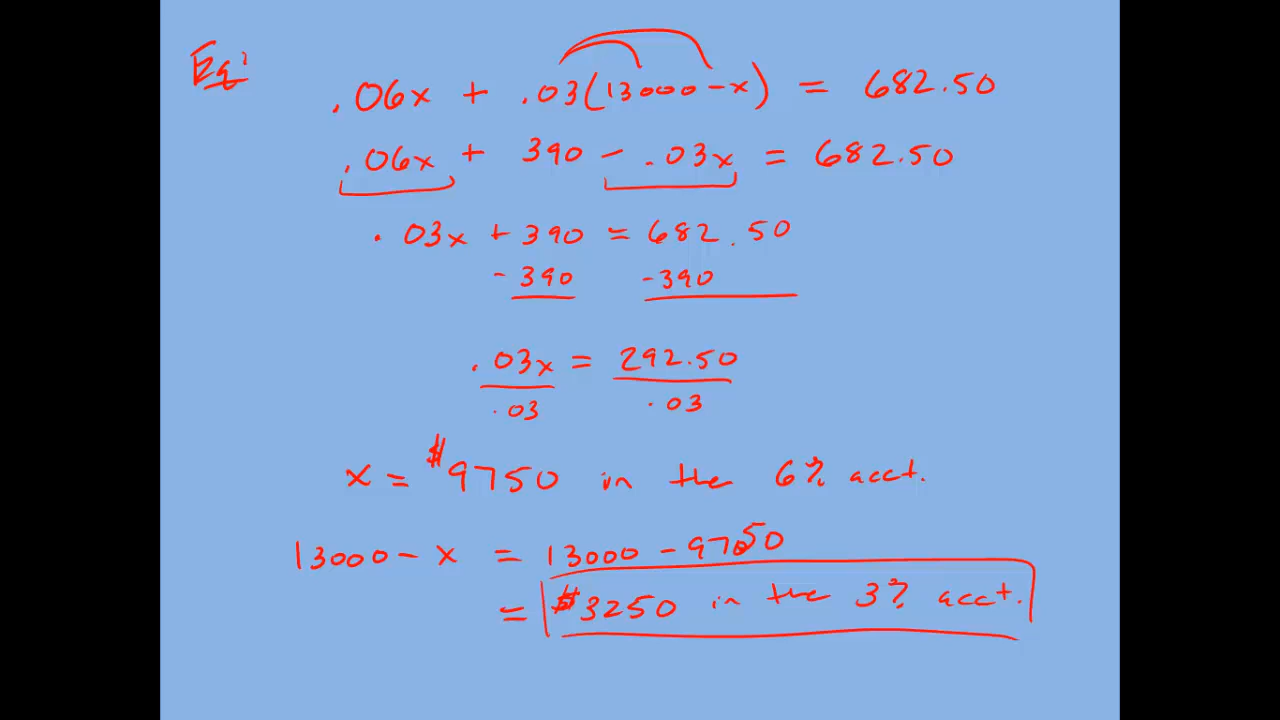 Eq:
.06x + .03(13000 - x) = 682.50
.06x + 390 - .03x = 682.50
.03x + 390 = 682.50
- 390 -390
.03x = 292.50
.03 .03
x = $9750 in the 6% acct.
13000 - x = 13000 - 9750
= $3250 in the 3% acct.